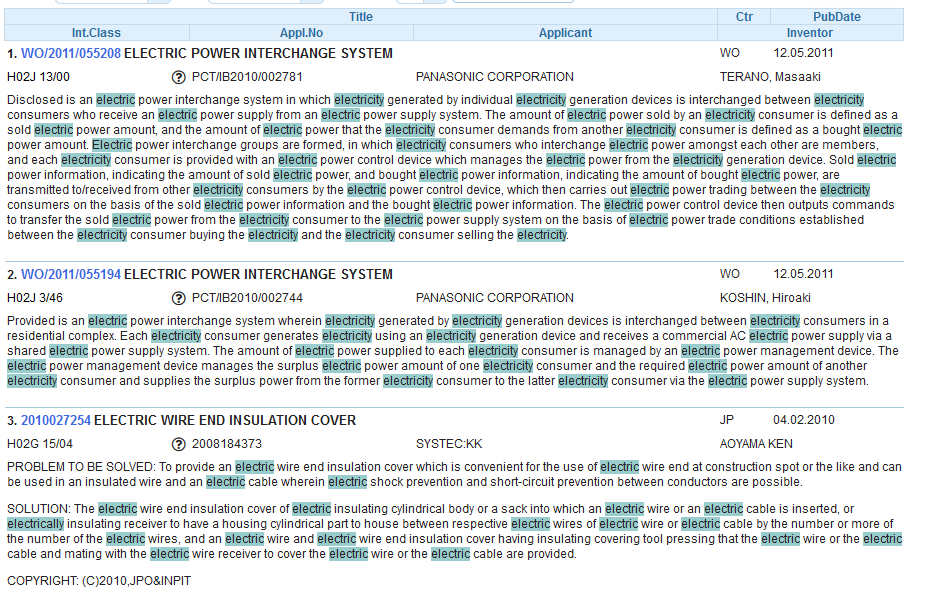 Title Ctr PubDate
Int.Class Appl.No Applicant Inventor
1. WO/2011/055208 ELECTRIC POWER INTERCHANGE SYSTEM WO 12.05.2011
H02J 13/00 ? PCT/IB2010/002781 PANASONIC CORPORATION TERANO, Masaaki
Disclosed is an electric power interchange system in which electricity generated by individual electricity generation devices is interchanged between electricity
consumers who receive an electric power supply from an electric power supply system. The amount of electric power sold by an electricity consumer is defined as a
sold electric power amount, and the amount of electric power that the electricity consumer demands from another electricity consumer is defined as a bought electric
power amount. Electric power interchange groups are formed, in which electricity consumers who interchange electric power amongst each other are members,
and each electricity consumer is provided with an electric power control device which manages the electric power from the electricity generation device. Sold electric
power information, indicating the amount of sold electric power, and bought electric power information, indicating the amount of bought electric power, are
transmitted to/received from other electricity consumers by the electric power control device, which then carries out electric power trading between the electricity
consumers on the basis of the sold electric power information and the bought electric power information. The electric power control device then outputs commands
to transfer the sold electric power from the electricity consumer to the electric power supply system on the basis of electric power trade conditions established
between the electricity consumer buying the electricity and the electricity consumer selling the electricity.
2. WO/2011/055194 ELECTRIC POWER INTERCHANGE SYSTEM WO 12.05.2011
H02J 3/46 ? PCT/IB2010/002744 PANASONIC CORPORATION KOSHIN, Hiroaki
Provided is an electric power interchange system wherein electricity generated by electricity generation devices is interchanged between electricity consumers in a
residential complex. Each electricity consumer generates electricity using an electricity generation device and receives a commercial AC electric power supply via a
shared electric power supply system. The amount of electric power supplied to each electricity consumer is managed by an electric power management device. The
electric power management device manages the surplus electric power amount of one electricity consumer and the required electric power amount of another
electricity consumer and supplies the surplus power from the former electricity consumer to the latter electricity consumer via the electric power supply system.
3. 2010027254 ELECTRIC WIRE END INSULATION COVER JP 04.02.2010
H02G 15/04 ? 2008184373 SYSTEC:KK AOYAMA KEN
PROBLEM TO BE SOLVED: To provide an electric wire end insulation cover which is convenient for the use of electric wire end at construction spot or the like and can
be used in an insulated wire and an electric cable wherein electric shock prevention and short-circuit prevention between conductors are possible.
SOLUTION: The electric wire end insulation cover of electric insulating cylindrical body or a sack into which an electric wire or an electric cable is inserted, or
electrically insulating receiver to have a housing cylindrical part to house between respective electric wires of electric wire or electric cable by the number or more of
the number of the electric wires, and an electric wire and electric wire end insulation cover having insulating covering tool pressing that the electric wire or the electric
cable and mating with the electric wire receiver to cover the electric wire or the electric cable are provided.
COPYRIGHT: (C)2010,JPO&INPIT